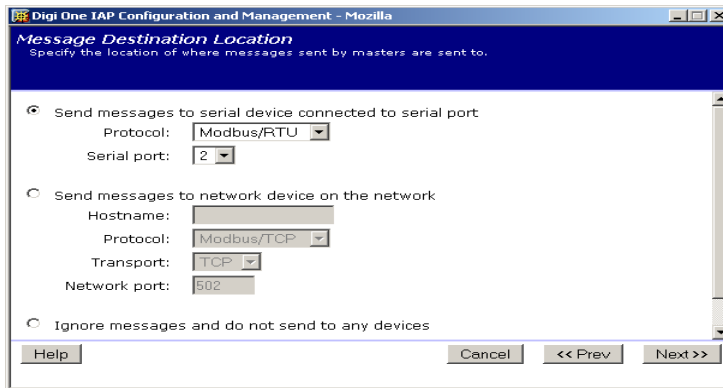 Digi One IAP Configuration and Management - Mozilla
Message Destination Location
Specify the location of where messages sent by masters are sent to.
Send messages to serial device connected to serial port
Protocol: Modbus/RTU
Serial port: 2
Send messages to network device on the network
Hostname:
Protocol: Modbus/TCP
Transport: TCP
Network port: 502
Ignore messages and do not send to any devices
Help Cancel << Prev Next >>